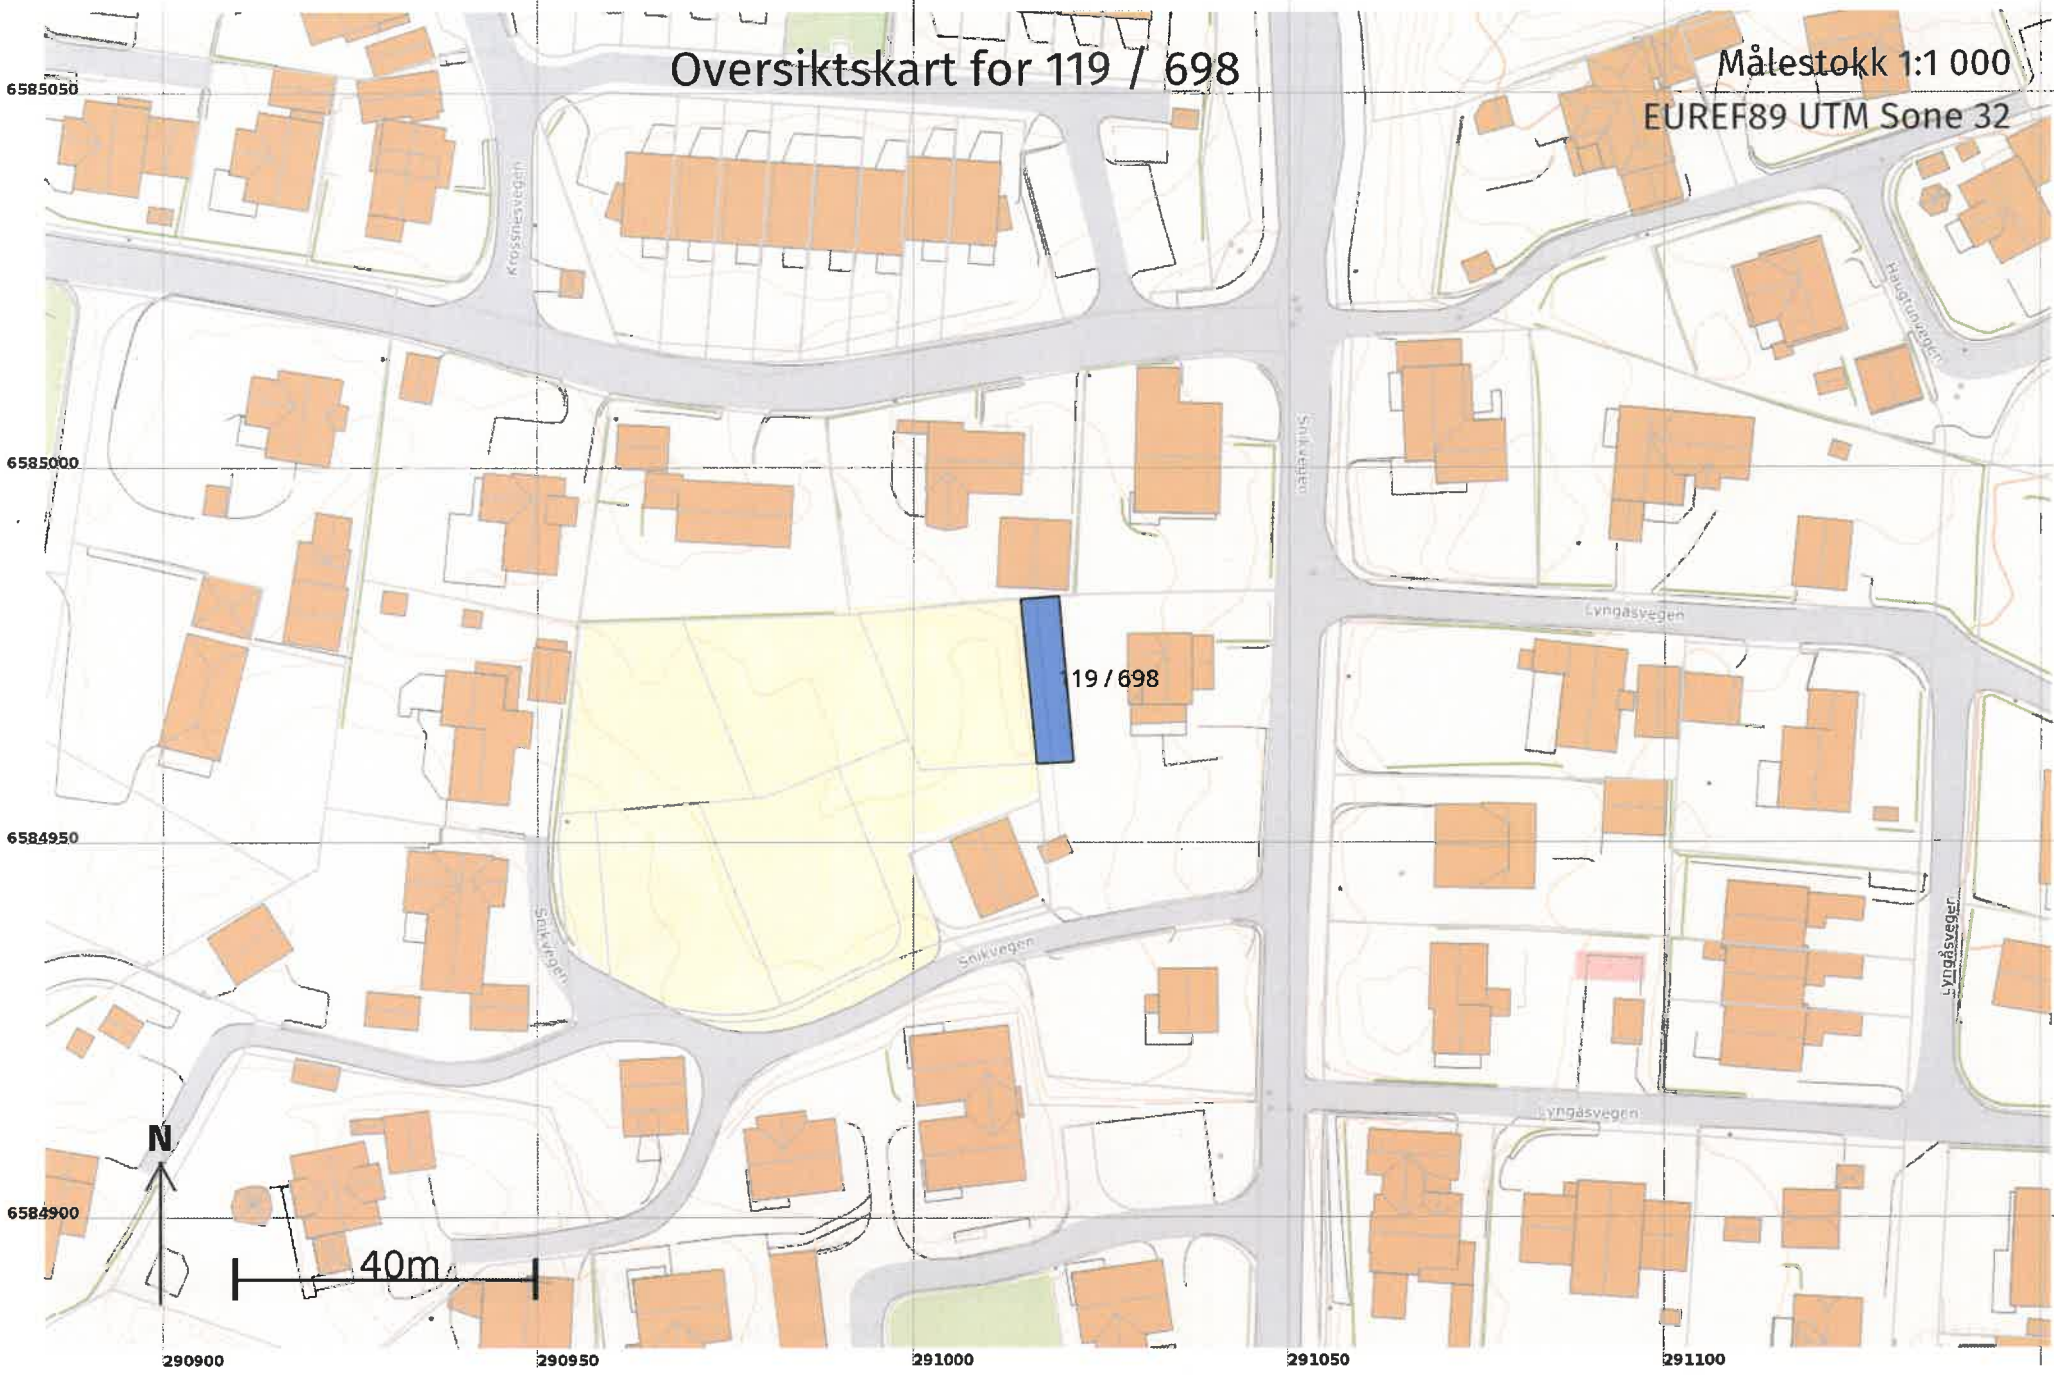 Oversiktskart for 119 / 698
Målestokk 1:1 000
EUREF89 UTM Sone 32
6585050
Krossnesvegen
Haugtunvegen
Snikvegen
6585000
Lyngåsvegen
119 / 698
6584950
Snikvegen
Snikvegen
Lyngåsvegen
Lyngåsvegen
N
6584900
40m
290900
290950
291000
291050
291100